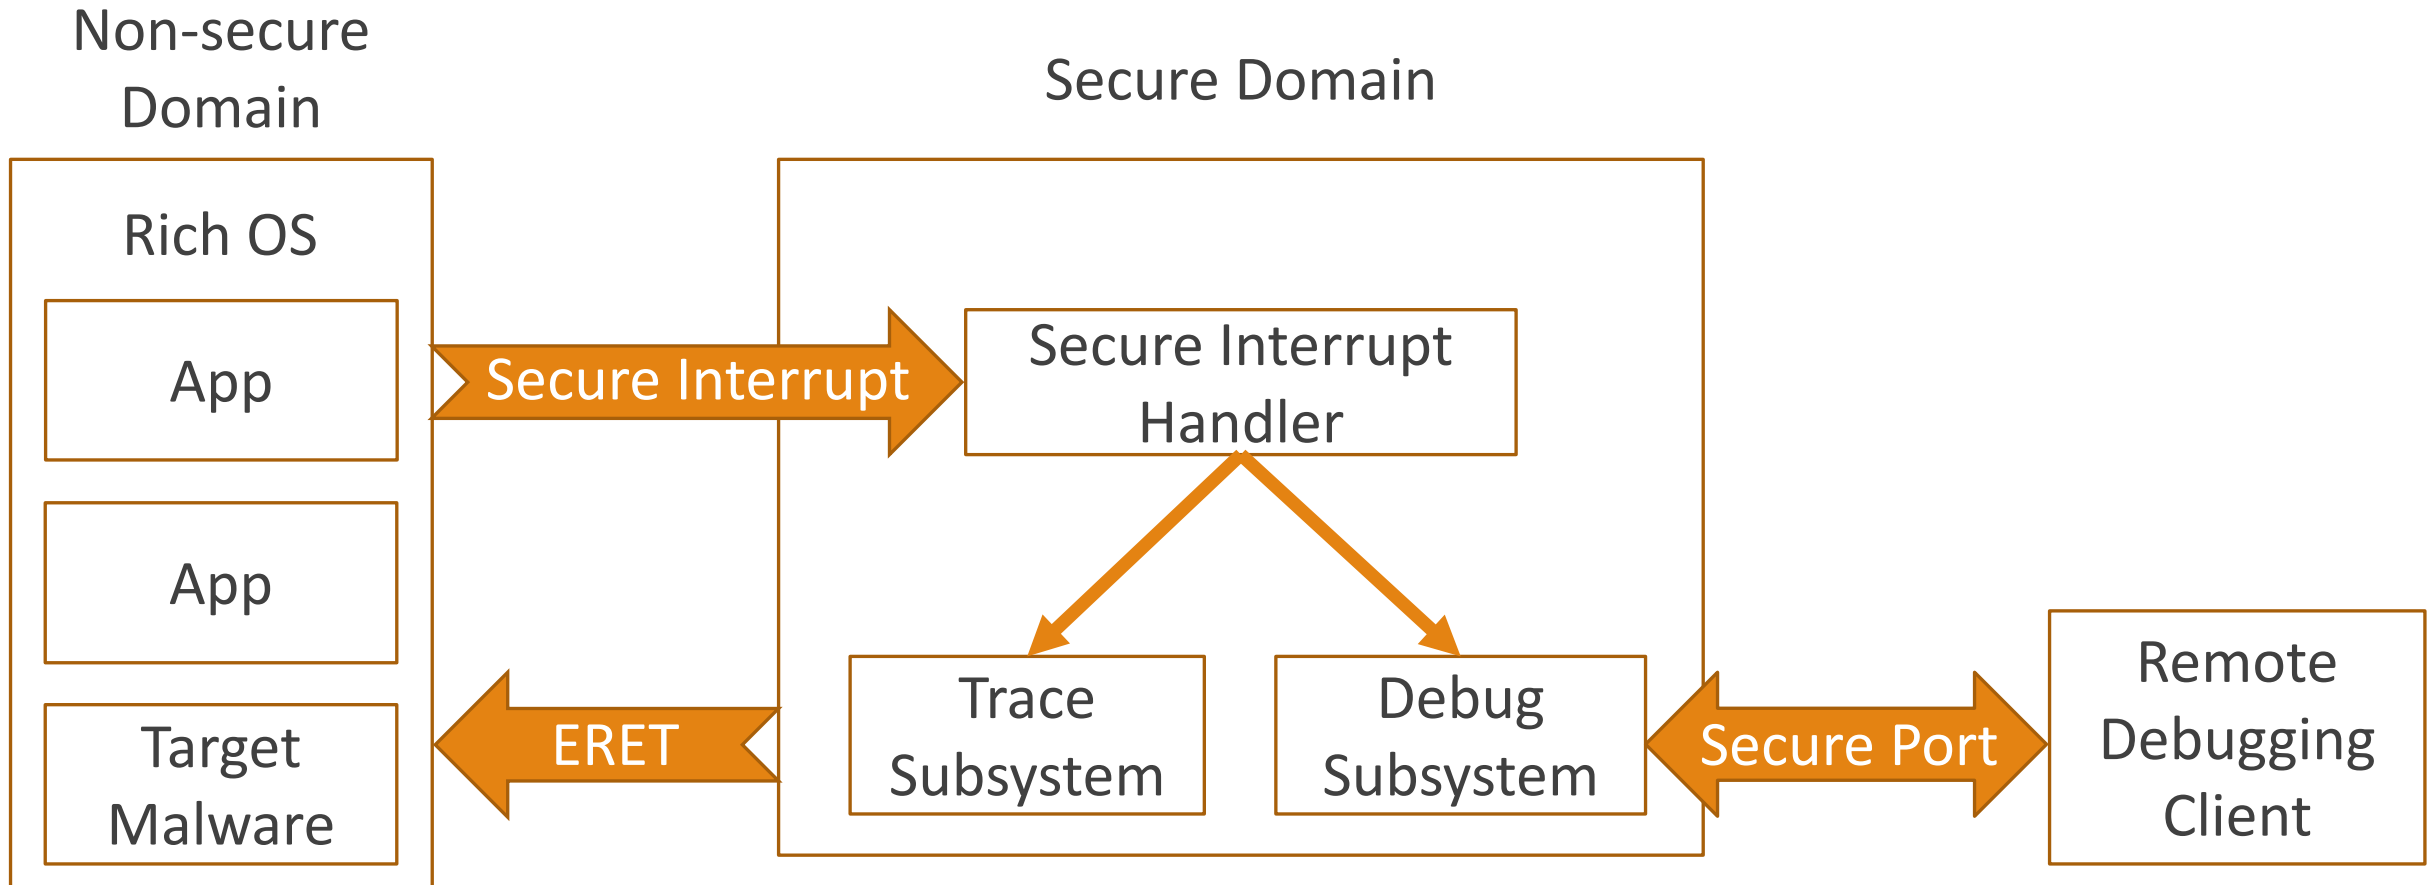 Non-secure
Domain
Secure Domain
Rich OS
App
Secure Interrupt
Secure Interrupt
Handler
App
Target
Malware
ERET
Trace
Subsystem
Debug
Subsystem
Secure Port
Remote
Debugging
Client